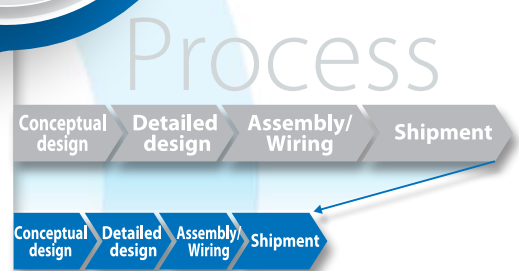 Process
Conceptual
design
Detailed
design
Assembly/
Wiring
Shipment
Conceptual
design
Detailed
design
Assembly/
Wiring
Shipment